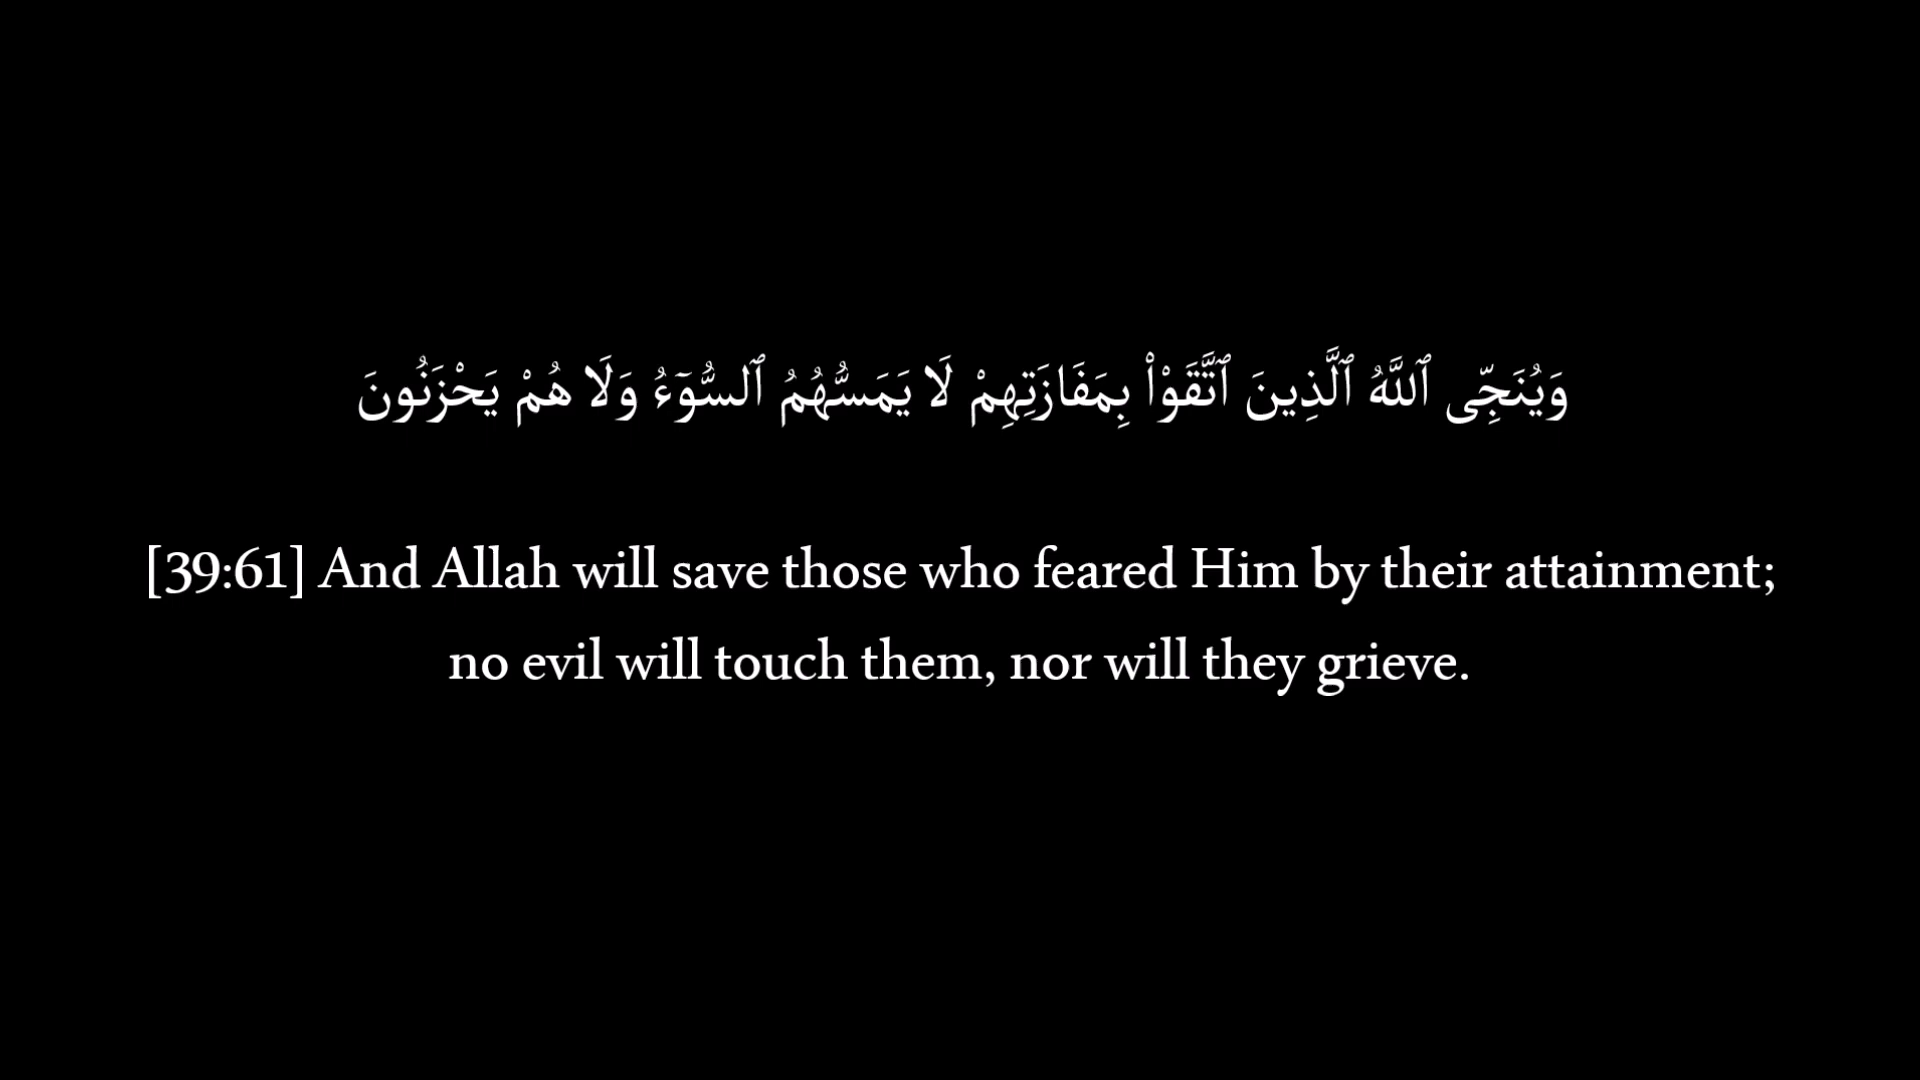 وَيُنَجِّى ٱللَّهُ ٱلَّذِينَ ٱتَّقَوْا۟ بِمَفَازَتِهِمْ لَا يَمَسُّهُمُ ٱلسُّوٓءُ وَلَا هُمْ يَحْزَنُونَ
[39:61] And Allah will save those who feared Him by their attainment;
no evil will touch them, nor will they grieve.